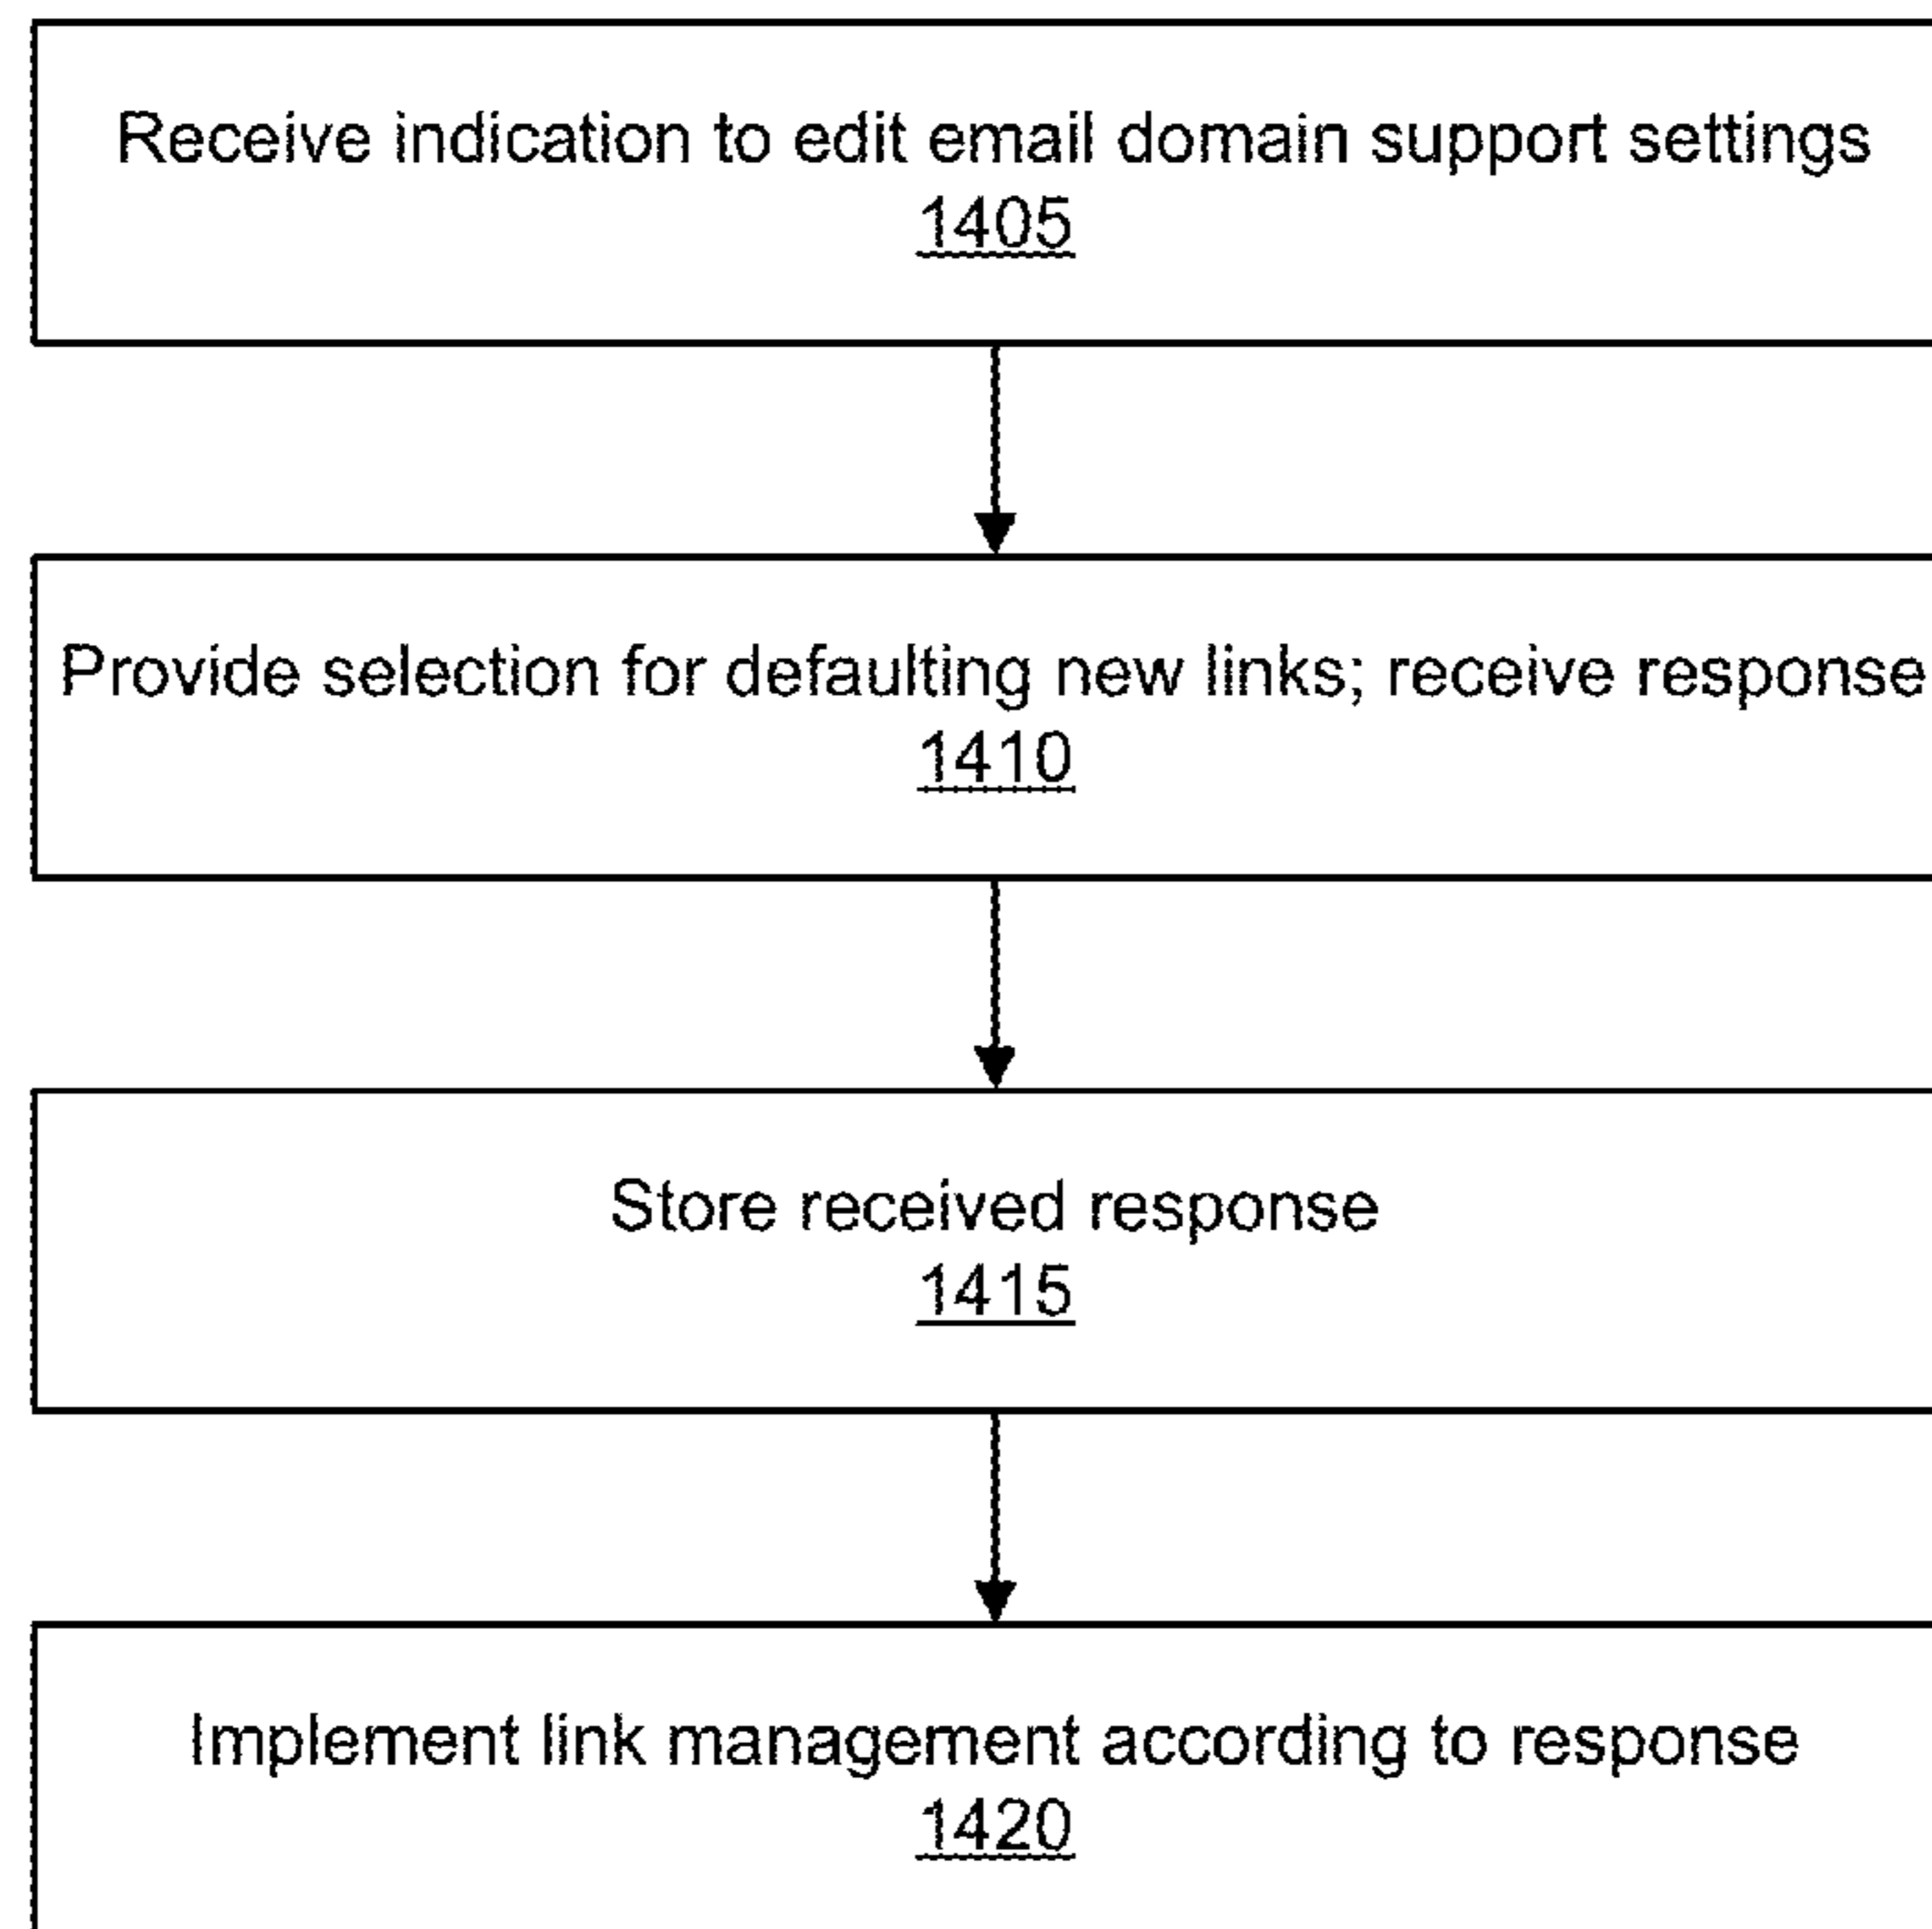 Receive indication to edit email domain support settings
1405
Provide selection for defaulting new links; receive response
1410
Store received response
1415
Implement link management according to response
1420